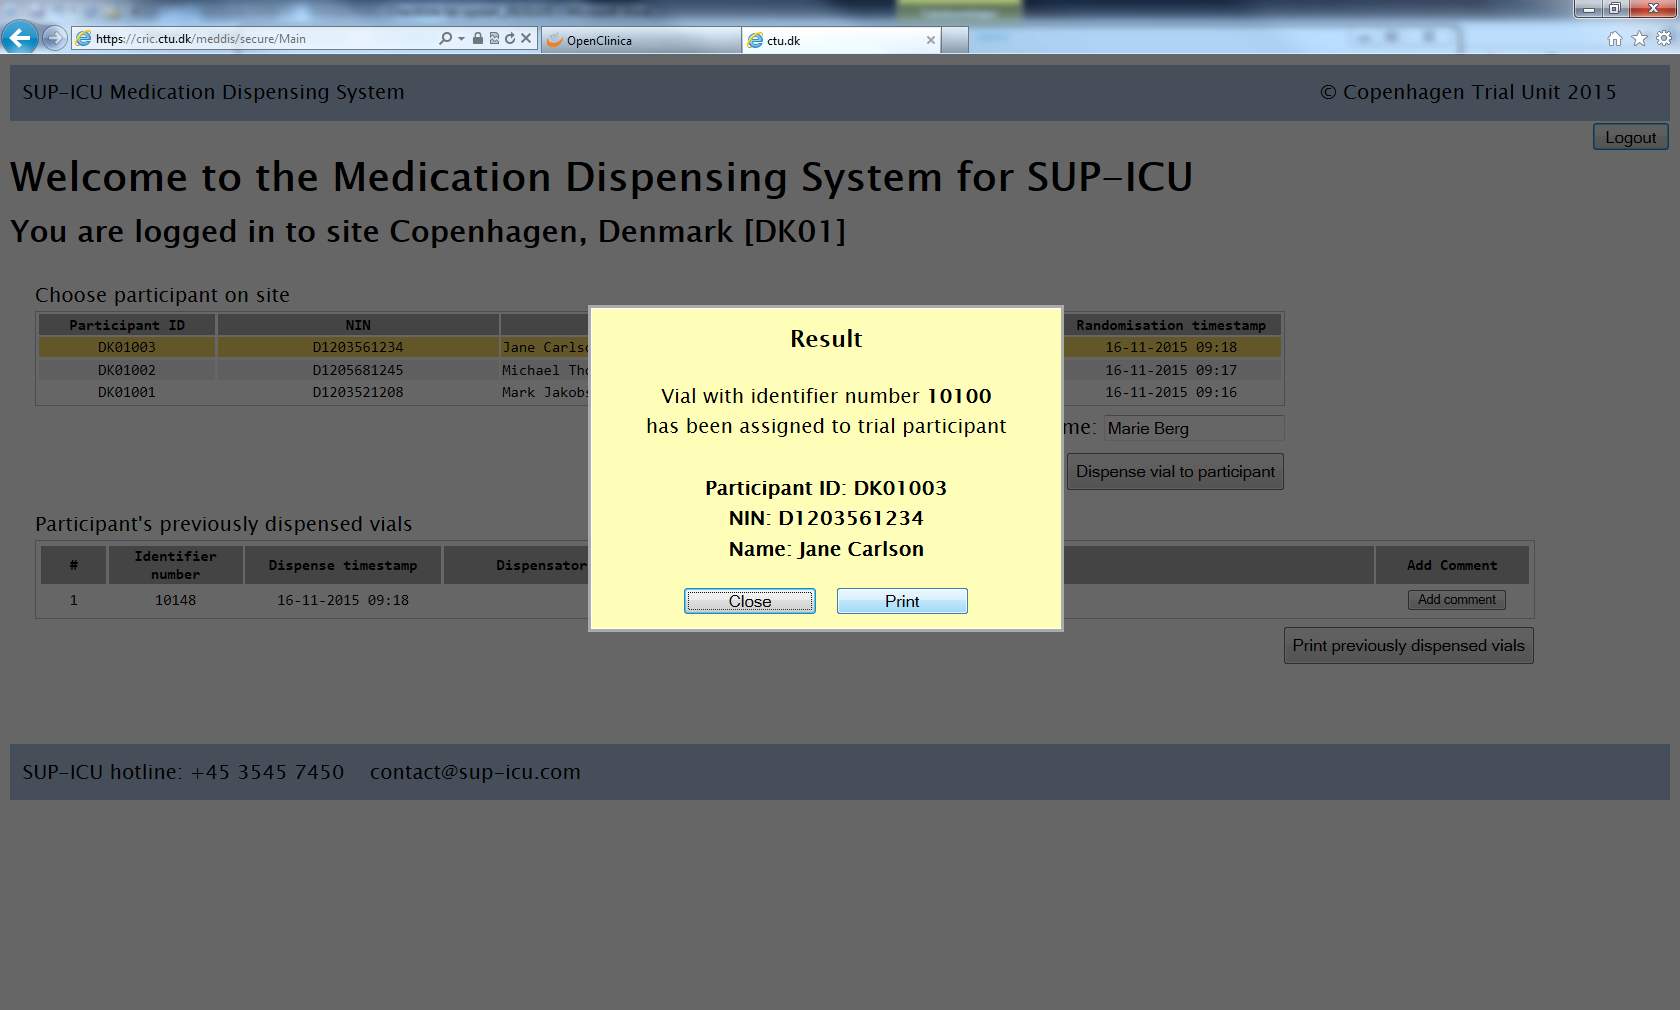 https://cric.ctu.dk/meddis/secure/Main
OpenClinica
ctu.dk
SUP-ICU Medication Dispensing System
© Copenhagen Trial Unit 2015
Logout
Welcome to the Medication Dispensing System for SUP-ICU
You are logged in to site Copenhagen, Denmark [DK01]
Choose participant on site
Participant ID NIN Randomisation timestamp
DK01003 D1203561234 Jane 16-11-2015 09:18
DK01002 D1205681245 Michael 16-11-2015 09:17
DK01001 D1203521208 Mark 16-11-2015 09:16
Marie Berg
Dispense vial to participant
Participant's previously dispensed vials
# Identifier number Dispense timestamp Dispensator Add Comment
1 10148 16-11-2015 09:18 Add comment
Print previously dispensed vials
Result
Vial with identifier number 10100
has been assigned to trial participant
Participant ID: DK01003
NIN: D1203561234
Name: Jane Carlson
Close Print
SUP-ICU hotline: +45 3545 7450 contact@sup-icu.com